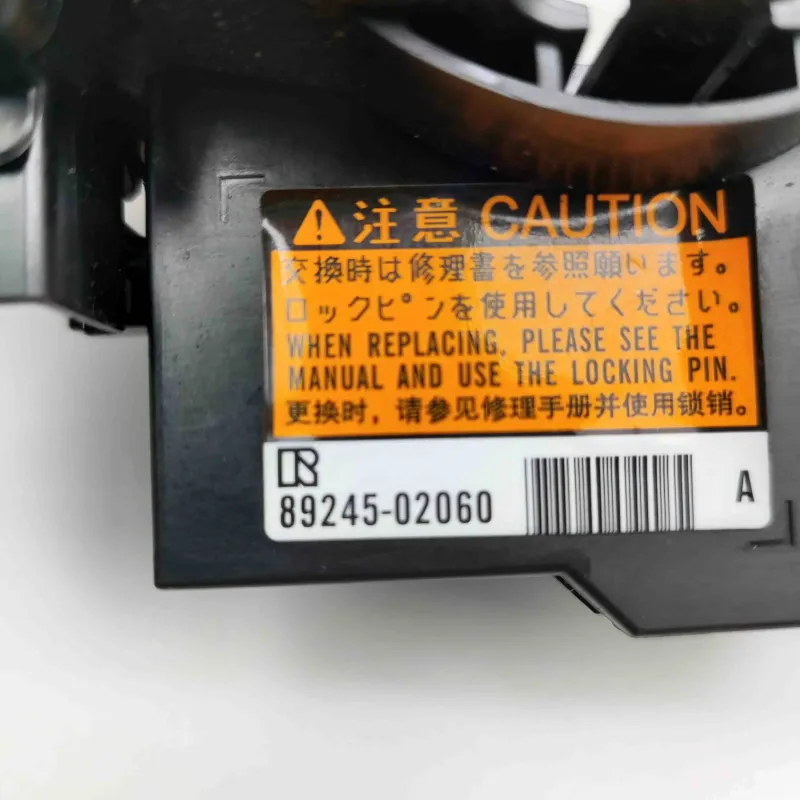 注意 CAUTION
交換時は修理書を参照願います。
ロックピンを使用してください。
WHEN REPLACING, PLEASE SEE THE
MANUAL AND USE THE LOCKING PIN.
更换时，请参见修理手册并使用锁销。
89245-02060
A